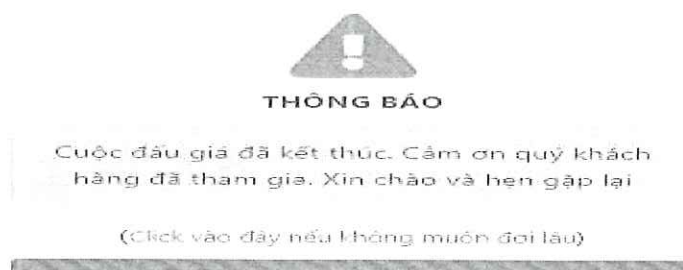 THÔNG BÁO
Cuộc đấu giá đã kết thúc. Cảm ơn quý khách
hàng đã tham gia. Xin chào và hẹn gặp lại
(Click vào đây nếu không muốn đợi lâu)